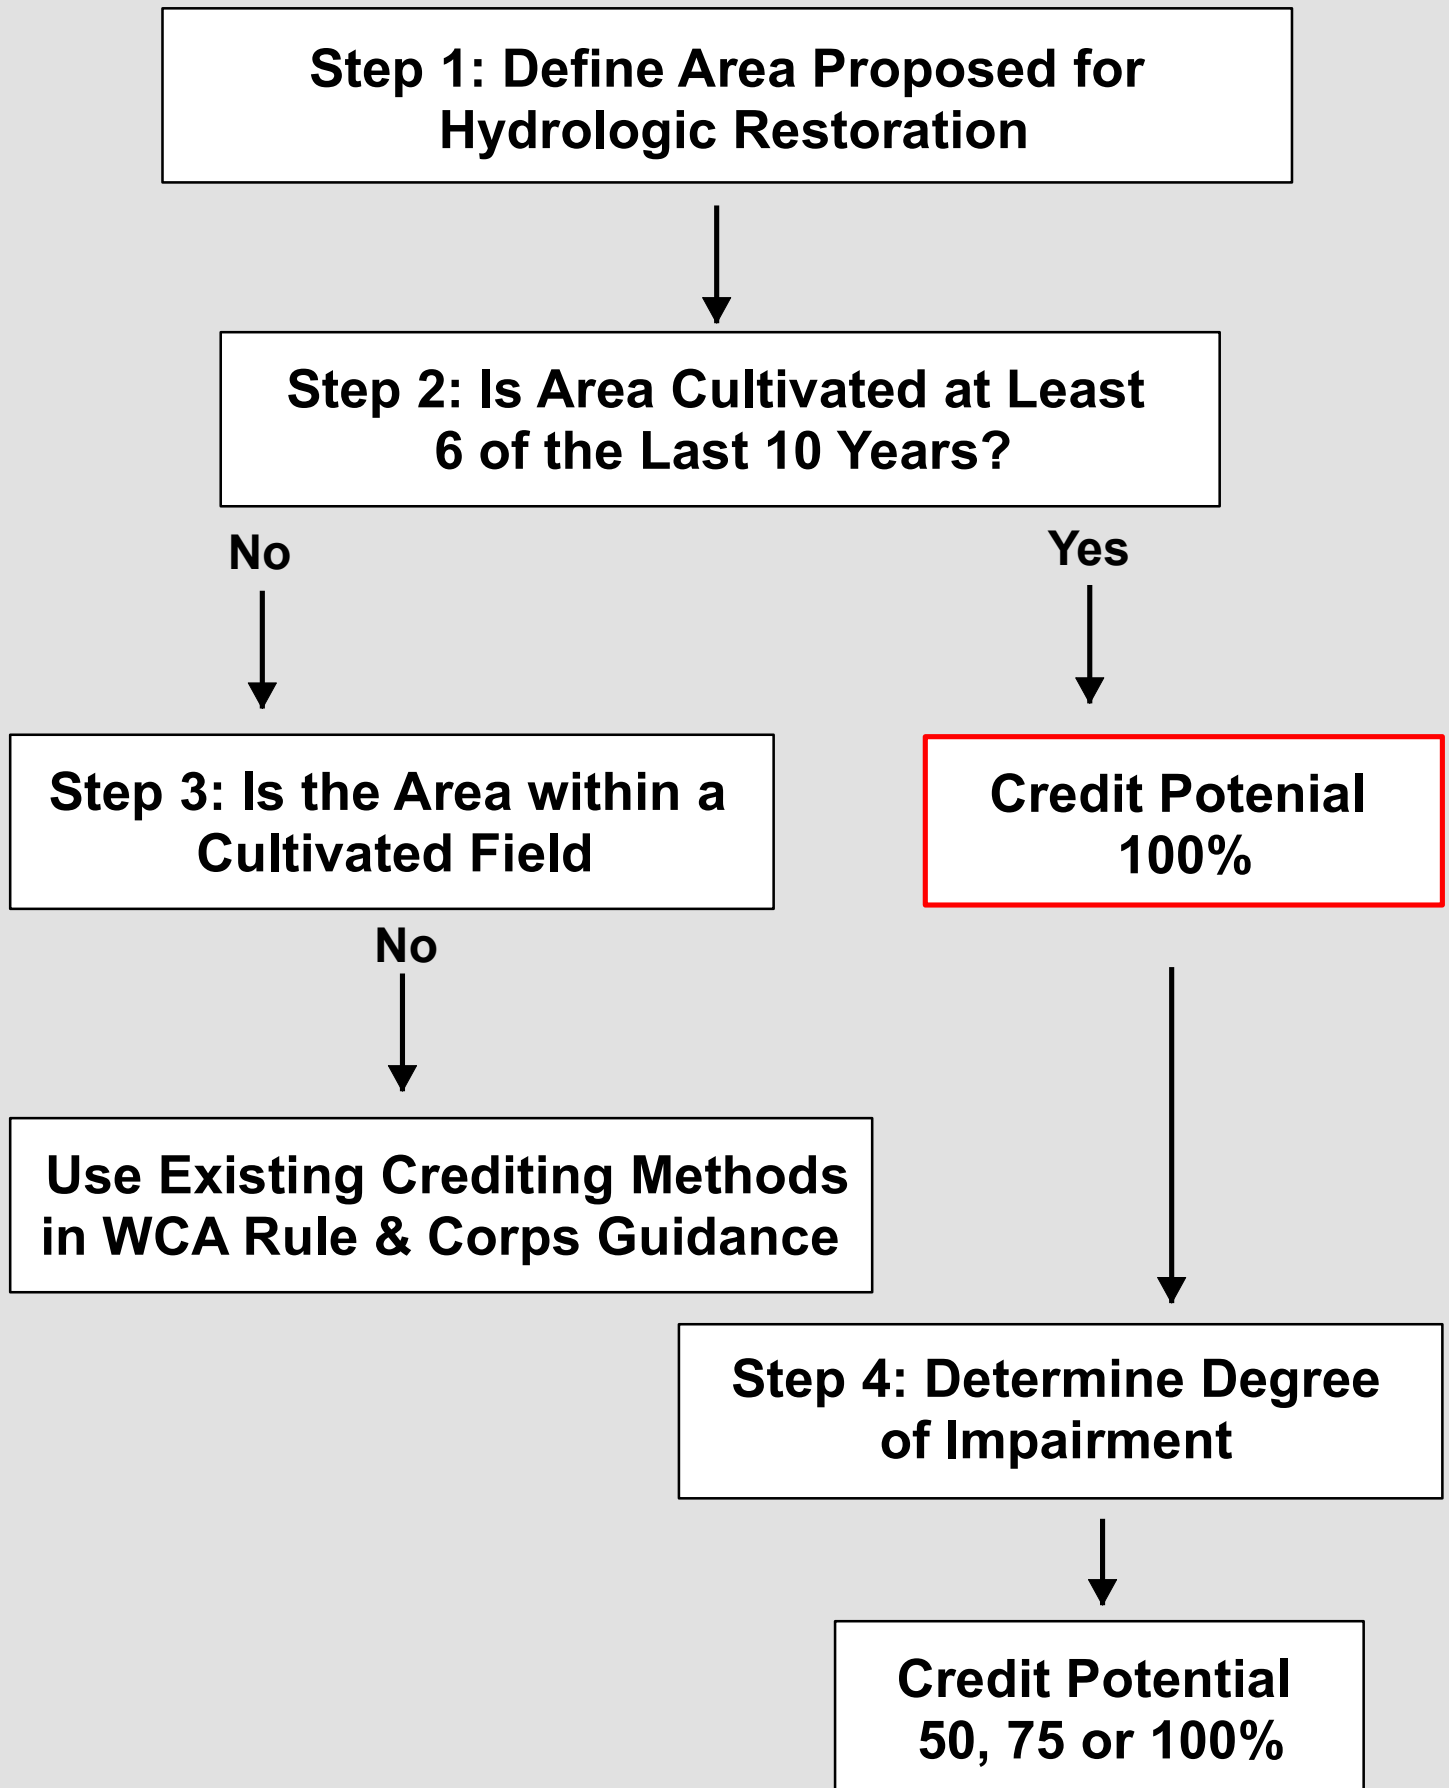 Step 1: Define Area Proposed for
Hydrologic Restoration
Step 2: Is Area Cultivated at Least
6 of the Last 10 Years?
No
Yes
Step 3: Is the Area within a
Cultivated Field
Credit Potenial
100%
No
Use Existing Crediting Methods
in WCA Rule & Corps Guidance
Step 4: Determine Degree
of Impairment
Credit Potential
50, 75 or 100%